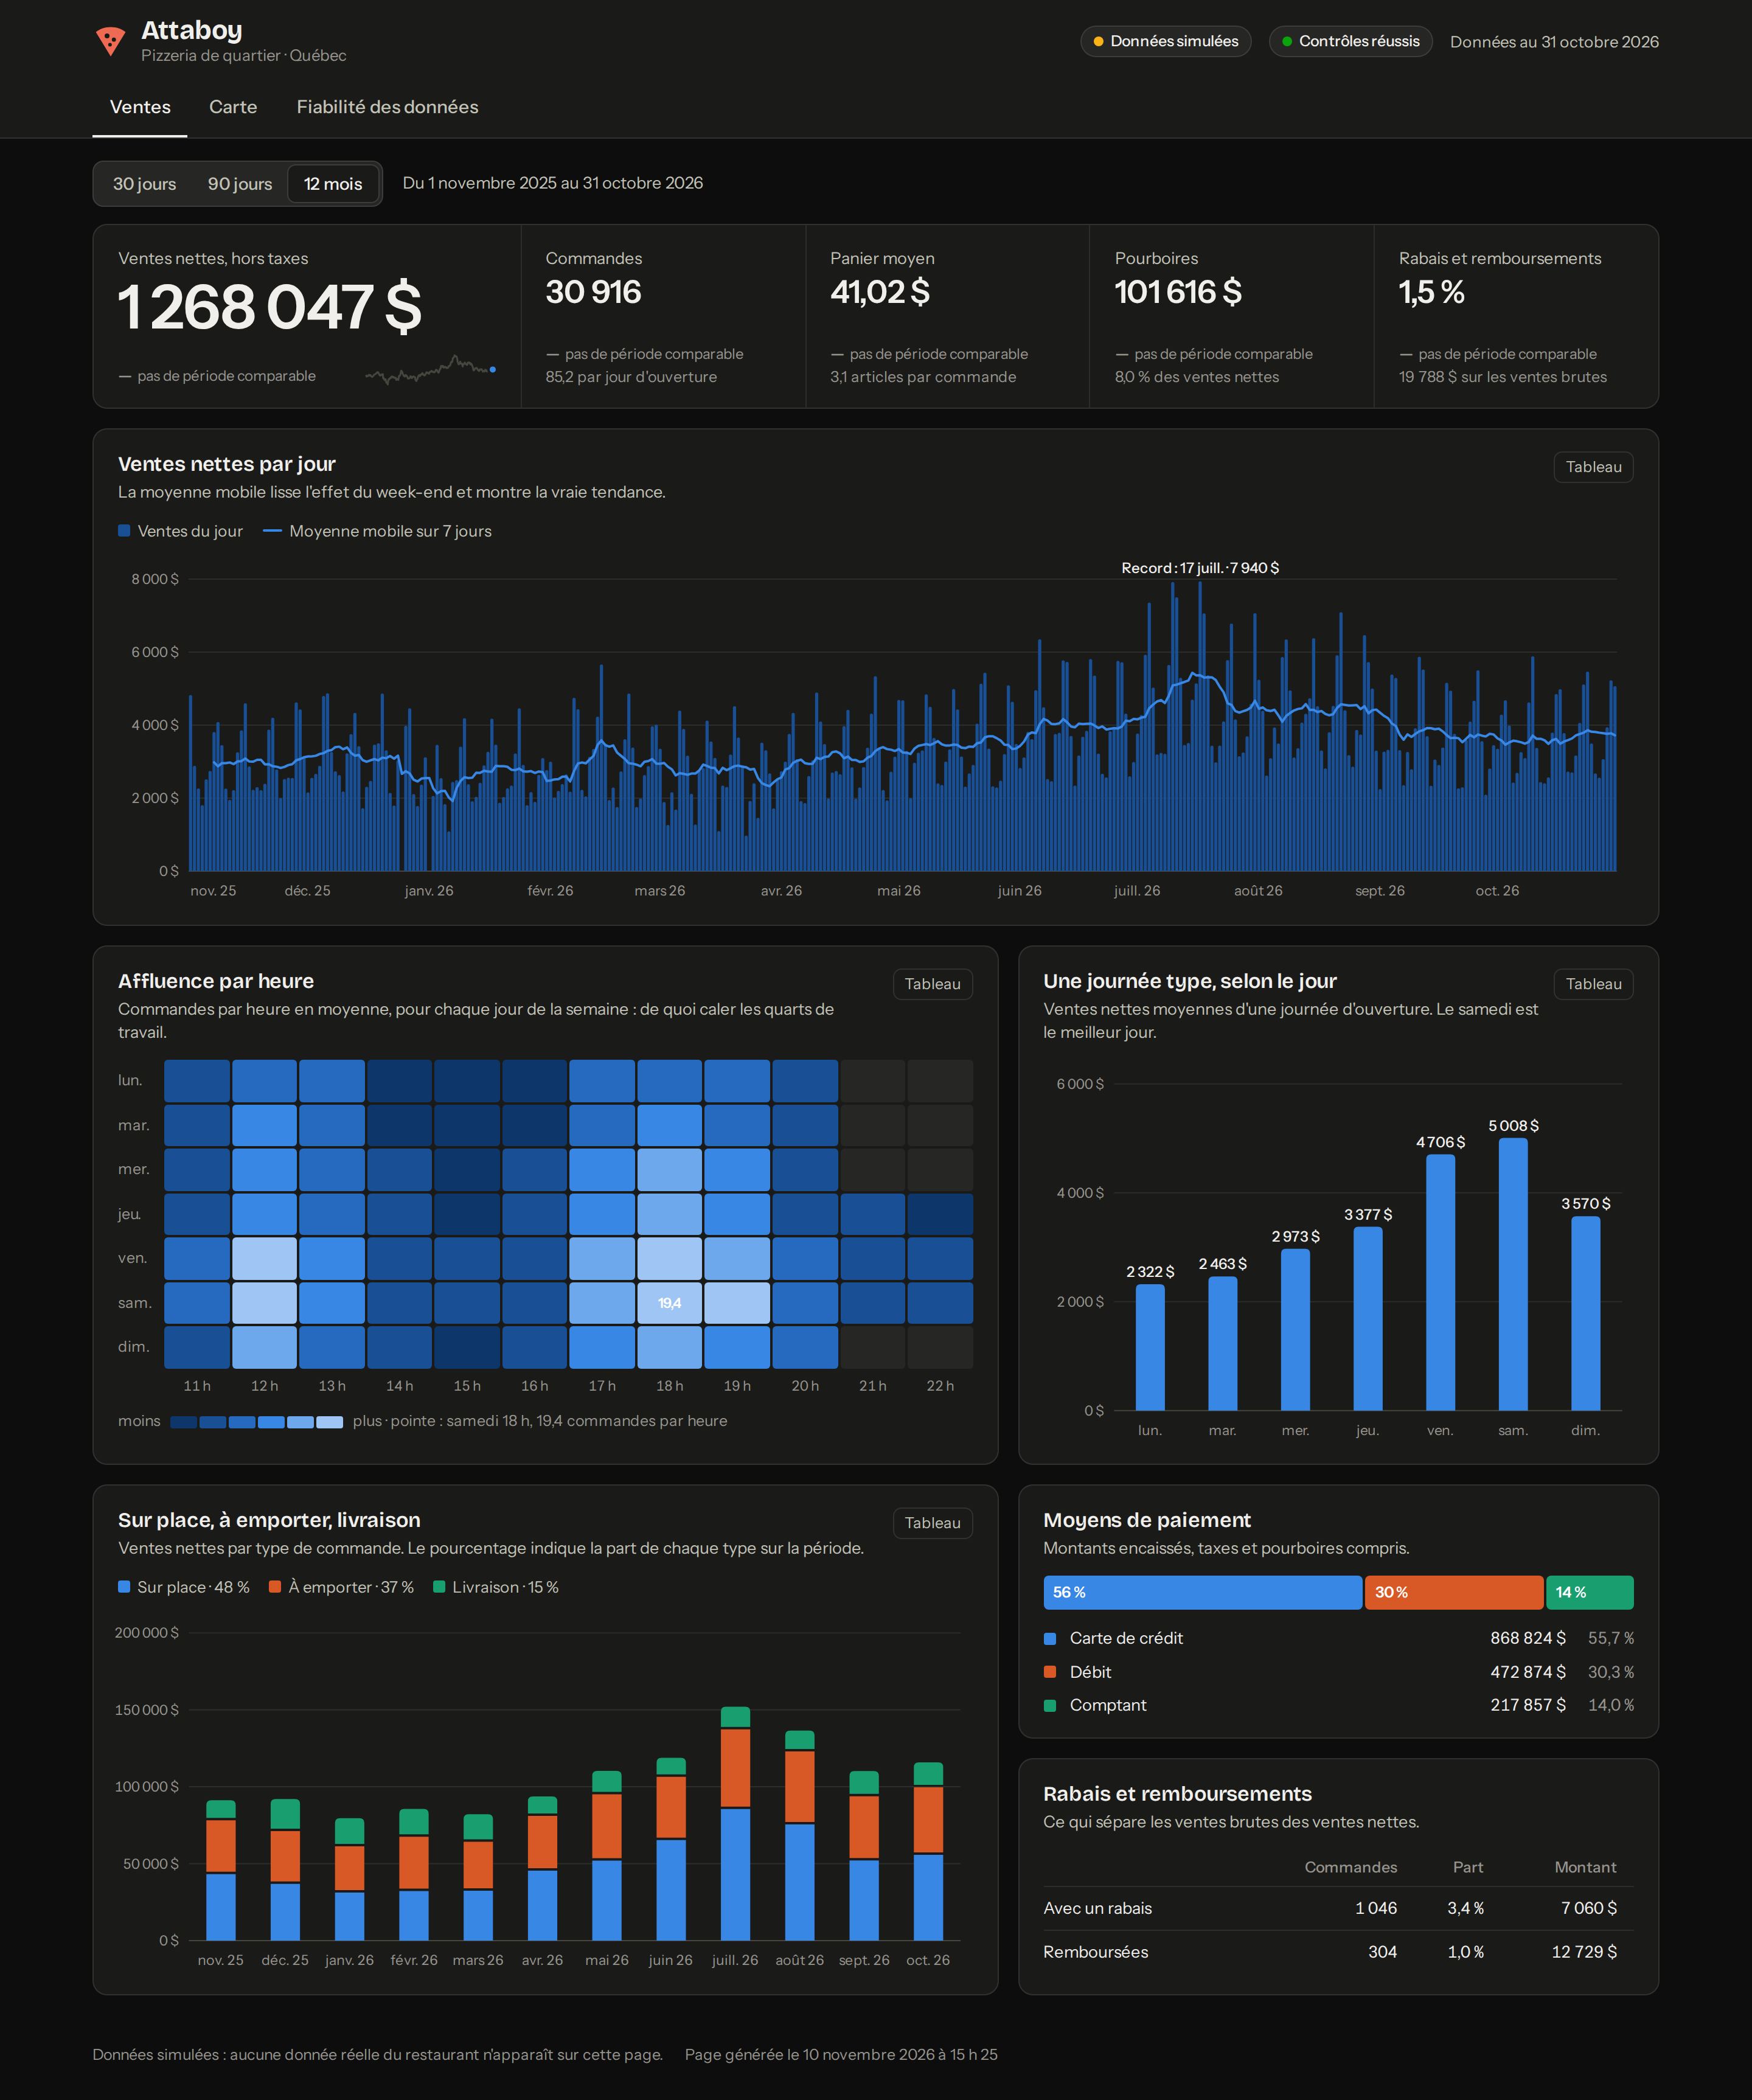 Attaboy
Pizzeria de quartier · Québec
Données simulées
Contrôles réussis
Données au 31 octobre 2026
Ventes
Carte
Fiabilité des données
30 jours
90 jours
12 mois
Du 1 novembre 2025 au 31 octobre 2026
Ventes nettes, hors taxes
1 268 047 $
— pas de période comparable
Commandes
30 916
— pas de période comparable
85,2 par jour d'ouverture
Panier moyen
41,02 $
— pas de période comparable
3,1 articles par commande
Pourboires
101 616 $
— pas de période comparable
8,0 % des ventes nettes
Rabais et remboursements
1,5 %
— pas de période comparable
19 788 $ sur les ventes brutes
Ventes nettes par jour
La moyenne mobile lisse l'effet du week-end et montre la vraie tendance.
Tableau
Ventes du jour
Moyenne mobile sur 7 jours
Record : 17 juill. · 7 940 $
8 000 $
6 000 $
4 000 $
2 000 $
0 $
nov. 25
déc. 25
janv. 26
févr. 26
mars 26
avr. 26
mai 26
juin 26
juill. 26
août 26
sept. 26
oct. 26
Affluence par heure
Commandes par heure en moyenne, pour chaque jour de la semaine : de quoi caler les quarts de
travail.
Tableau
lun.
mar.
mer.
jeu.
ven.
sam.
19,4
dim.
11 h
12 h
13 h
14 h
15 h
16 h
17 h
18 h
19 h
20 h
21 h
22 h
moins
plus · pointe : samedi 18 h, 19,4 commandes par heure
Une journée type, selon le jour
Ventes nettes moyennes d'une journée d'ouverture. Le samedi est
le meilleur jour.
Tableau
6 000 $
4 000 $
2 000 $
0 $
2 322 $
2 463 $
2 973 $
3 377 $
4 706 $
5 008 $
3 570 $
lun.
mar.
mer.
jeu.
ven.
sam.
dim.
Sur place, à emporter, livraison
Ventes nettes par type de commande. Le pourcentage indique la part de chaque type sur la période.
Tableau
Sur place · 48 %
À emporter · 37 %
Livraison · 15 %
200 000 $
150 000 $
100 000 $
50 000 $
0 $
nov. 25
déc. 25
janv. 26
févr. 26
mars 26
avr. 26
mai 26
juin 26
juill. 26
août 26
sept. 26
oct. 26
Moyens de paiement
Montants encaissés, taxes et pourboires compris.
56 %
30 %
14 %
Carte de crédit 868 824 $ 55,7 %
Débit 472 874 $ 30,3 %
Comptant 217 857 $ 14,0 %
Rabais et remboursements
Ce qui sépare les ventes brutes des ventes nettes.
Commandes Part Montant
Avec un rabais 1 046 3,4 % 7 060 $
Remboursées 304 1,0 % 12 729 $
Données simulées : aucune donnée réelle du restaurant n'apparaît sur cette page.
Page générée le 10 novembre 2026 à 15 h 25